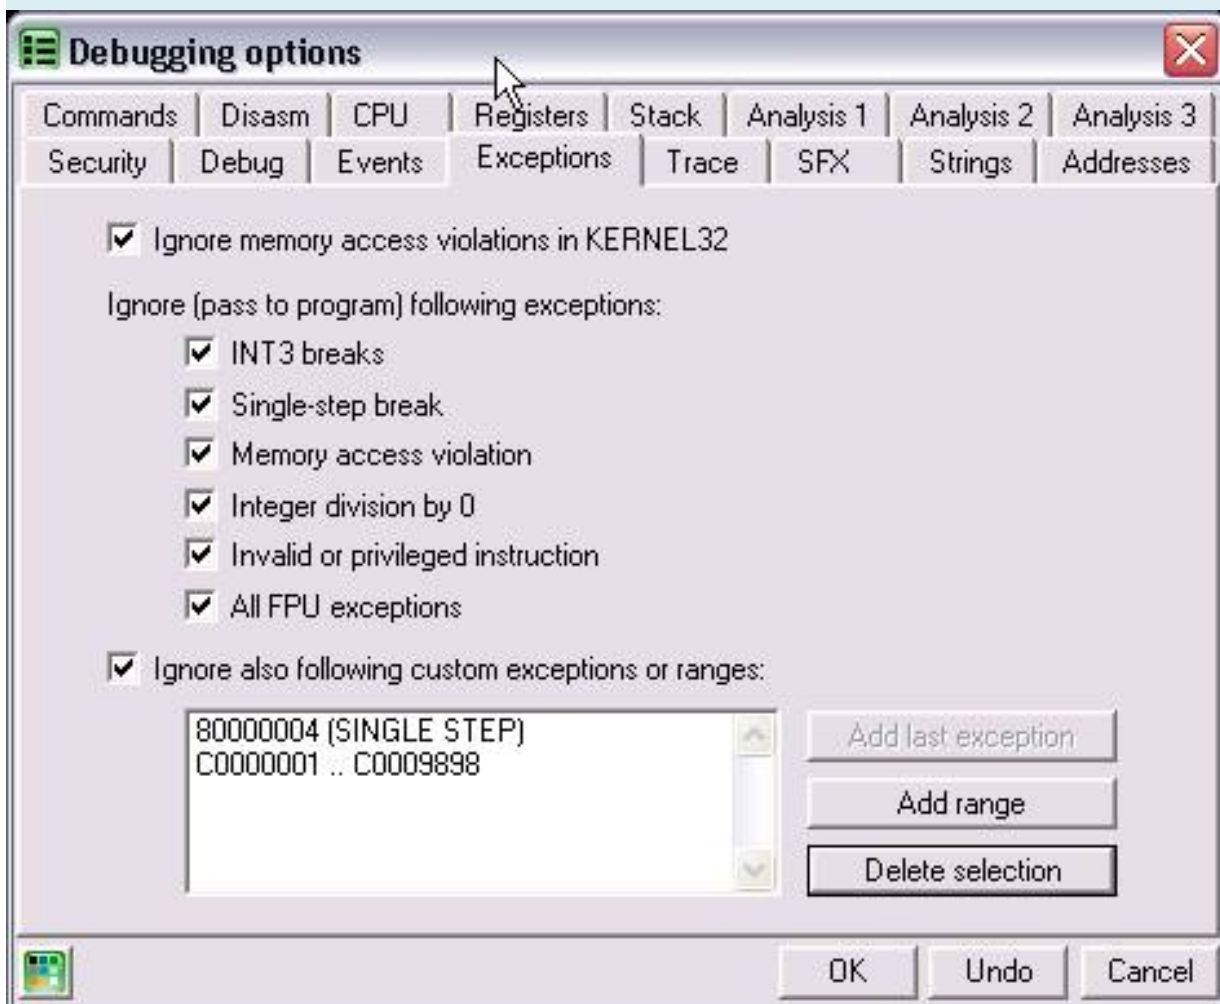 Debugging options
Commands Disasm CPU Registers Stack Analysis 1 Analysis 2 Analysis 3
Security Debug Events Exceptions Trace SFX Strings Addresses
Ignore memory access violations in KERNEL32
Ignore (pass to program) following exceptions:
INT3 breaks
Single-step break
Memory access violation
Integer division by 0
Invalid or privileged instruction
All FPU exceptions
Ignore also following custom exceptions or ranges:
80000004 (SINGLE STEP)
C0000001 .. C0009898
Add last exception
Add range
Delete selection
OK Undo Cancel